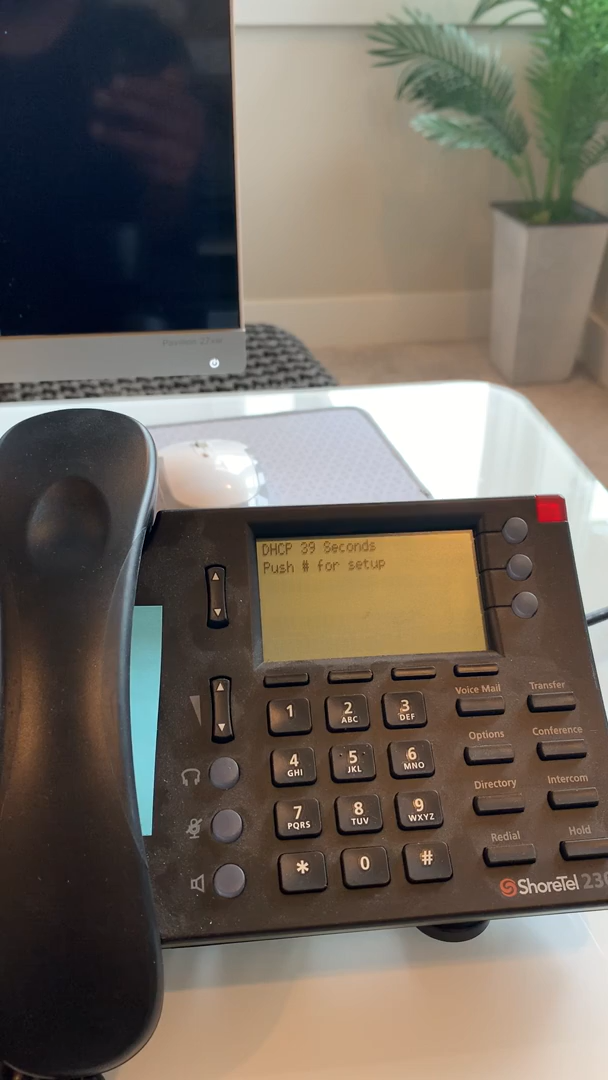 DHCP 39 Seconds
Push # for setup
1
2
ABC
3
DEF
Voice Mail
Transfer
4
GHI
5
JKL
6
MNO
Options
Conference
7
PQRS
8
TUV
9
WXYZ
Directory
Intercom
*
0
#
Redial
Hold
ShoreTel